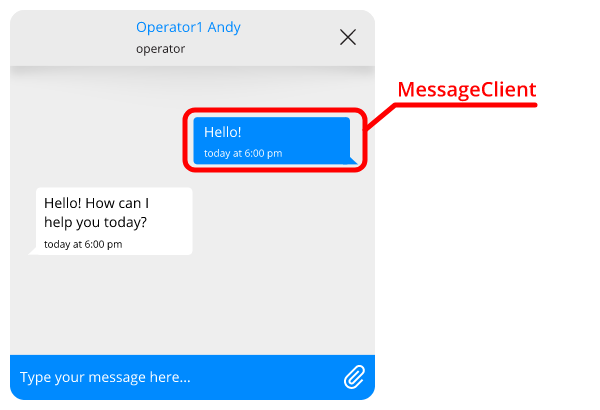 Operator1 Andy
operator
MessageClient
Hello!
today at 6:00 pm
Hello! How can I
help you today?
today at 6:00 pm
Type your message here...